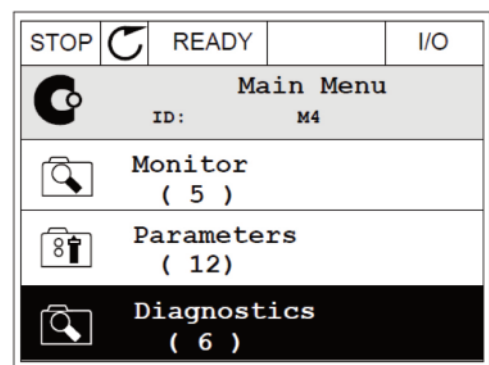 STOP READY I/O
Main Menu
ID: M4
Monitor
( 5 )
Parameters
( 12)
Diagnostics
( 6 )